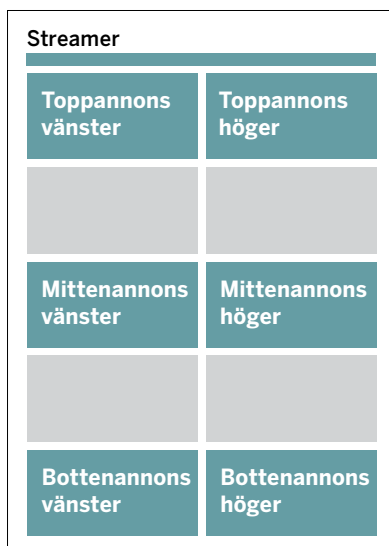 Streamer
Toppannons
vänster
Toppannons
höger
Mittenannons
vänster
Mittenannons
höger
Bottenannons
vänster
Bottenannons
höger